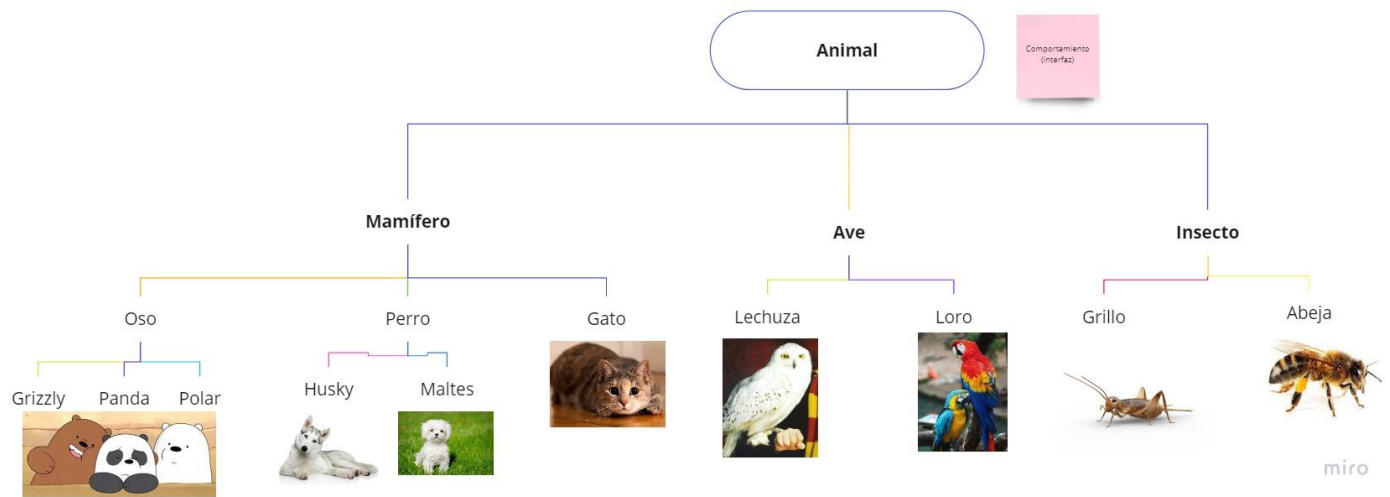 Animal
Comportamiento
(interfaz)
Mamífero
Ave
Insecto
Oso
Perro
Gato
Lechuza
Loro
Grillo
Abeja
Grizzly
Panda
Polar
Husky
Maltes
miro